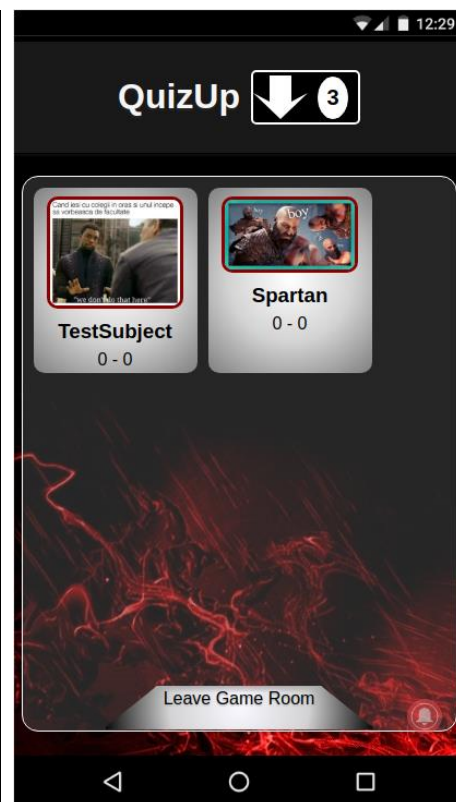 12:29
QuizUp 3
Cand iesi cu colegii in oras si unul incepe
sa vorbeasca de facultate
"we don't do that here"
TestSubject
0 - 0
boy
Spartan
0 - 0
Leave Game Room